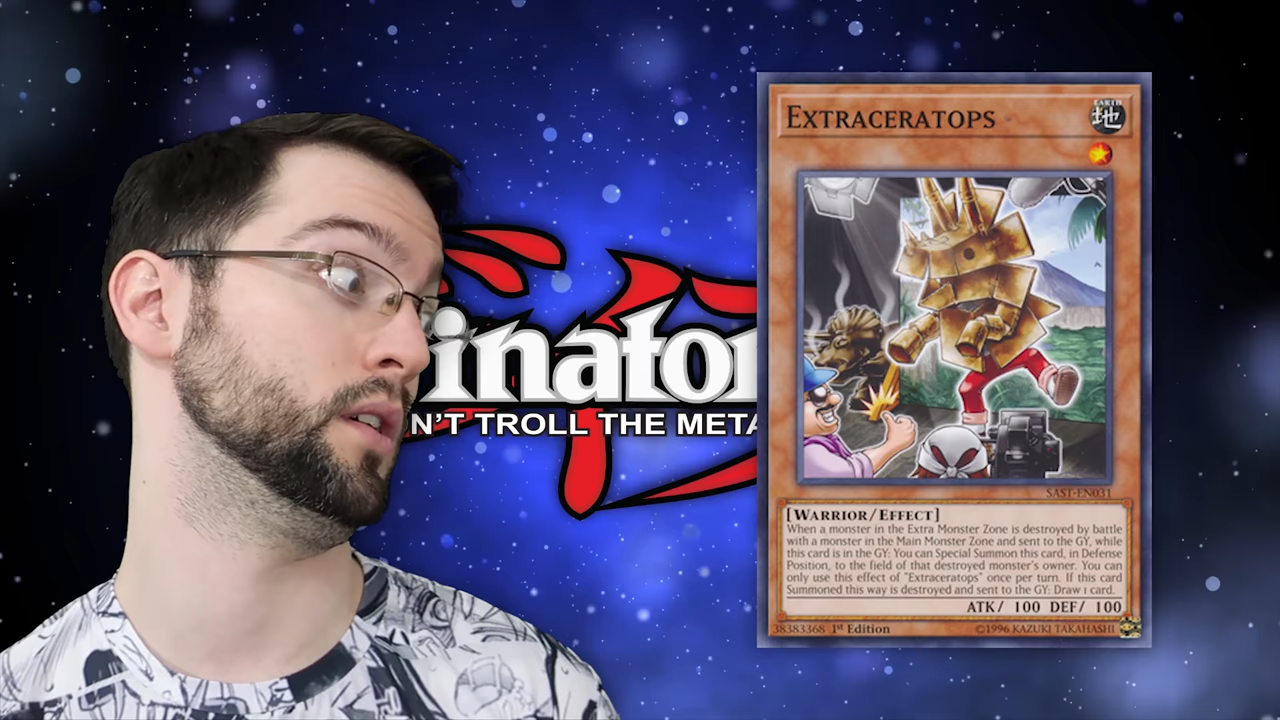 inator
N'T TROLL THE META
EXTRACERATOPS
EARTH
地
SAST-EN031
[WARRIOR/EFFECT]
When a monster in the Extra Monster Zone is destroyed by battle
with a monster in the Main Monster Zone and sent to the GY, while
this card is in the GY: You can Special Summon this card, in Defense
Position, to the field of that destroyed monster's owner. You can
only use this effect of "Extraceratops" once per turn. If this card
Summoned this way is destroyed and sent to the GY: Draw 1 card.
ATK/ 100 DEF/ 100
38383368 1st Edition ©1996 KAZUKI TAKAHASHI